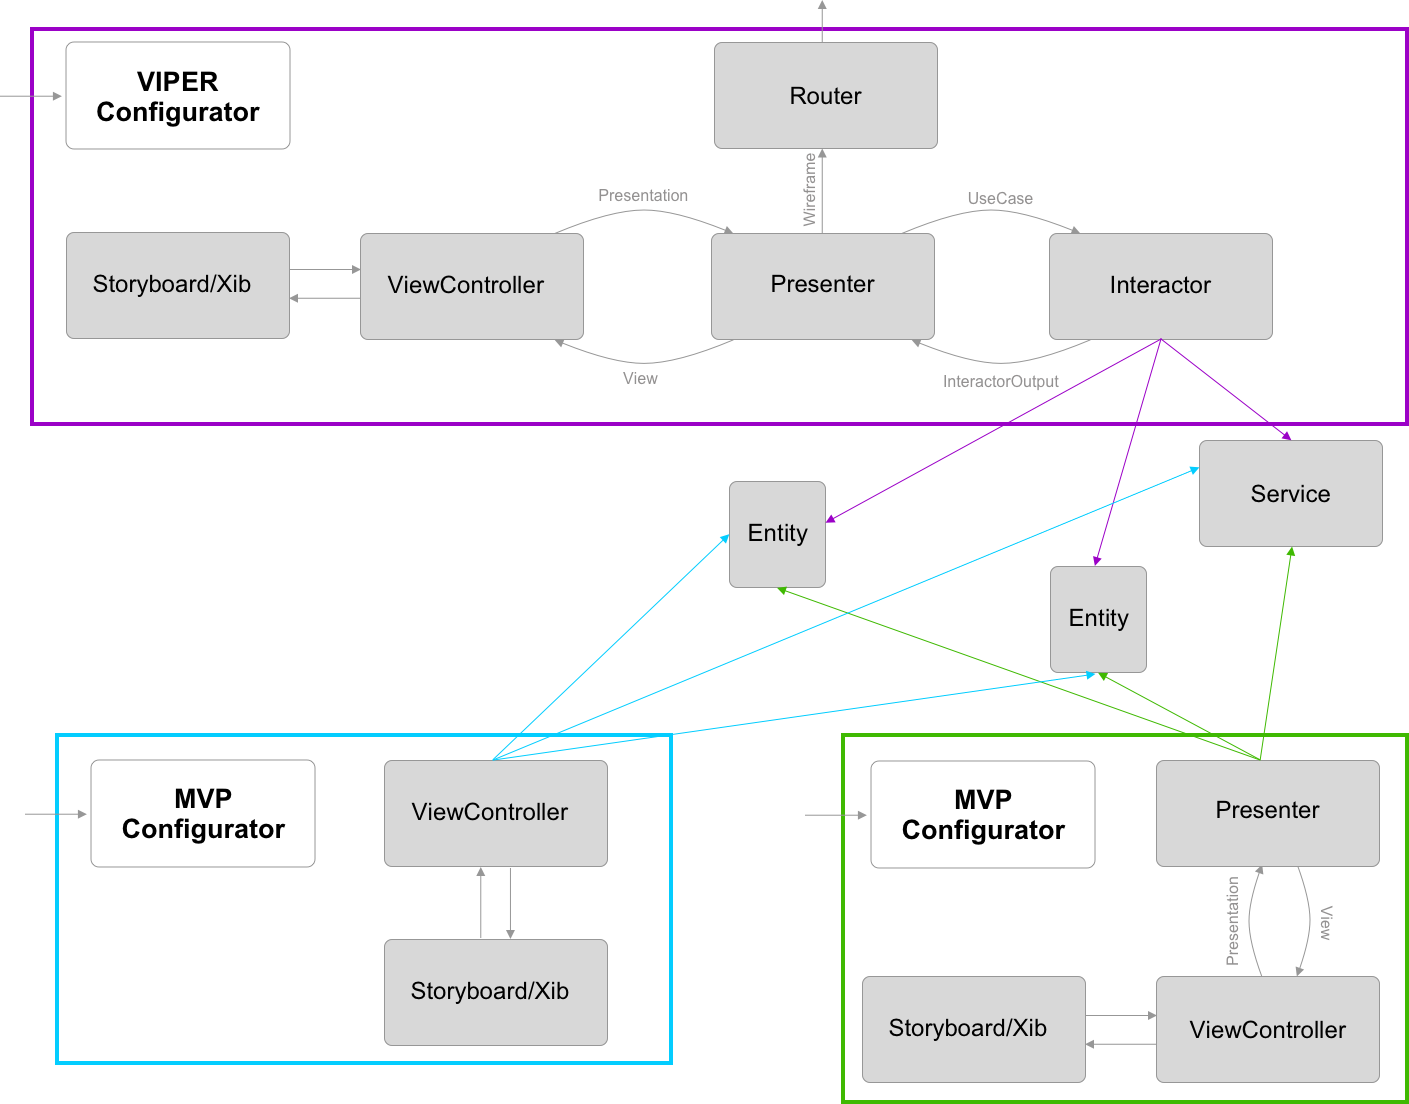 VIPER
Configurator
Router
Wireframe
Presentation
UseCase
Storyboard/Xib
ViewController
Presenter
Interactor
View
InteractorOutput
Service
Entity
Entity
MVP
Configurator
ViewController
Storyboard/Xib
MVP
Configurator
Presenter
Presentation
View
Storyboard/Xib
ViewController